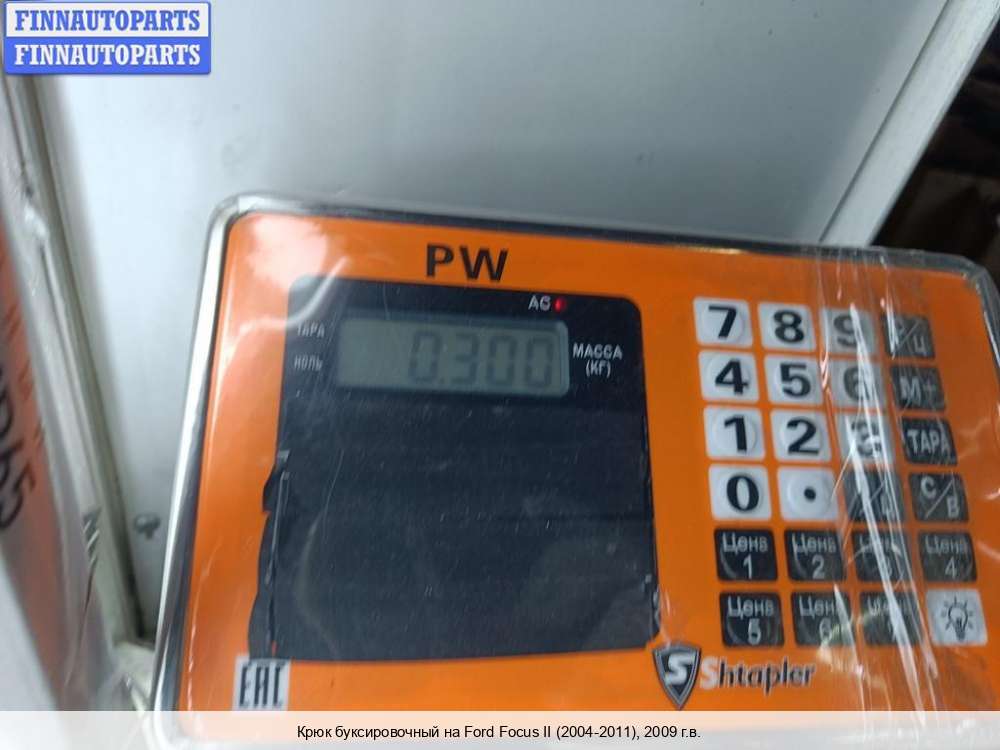 FINNAUTOPARTS
FINNAUTOPARTS
PW
AC
ТАРА
НОЛЬ
0.300
МАССА
(КГ)
7 8 9
4 5 6 M+
1 2 3 ТАРА
0 . С/В
Цена 1 Цена 2 Цена 4
Цена 5 Цена 6
EAC
S Shtapler
Крюк буксировочный на Ford Focus II (2004-2011), 2009 г.в.